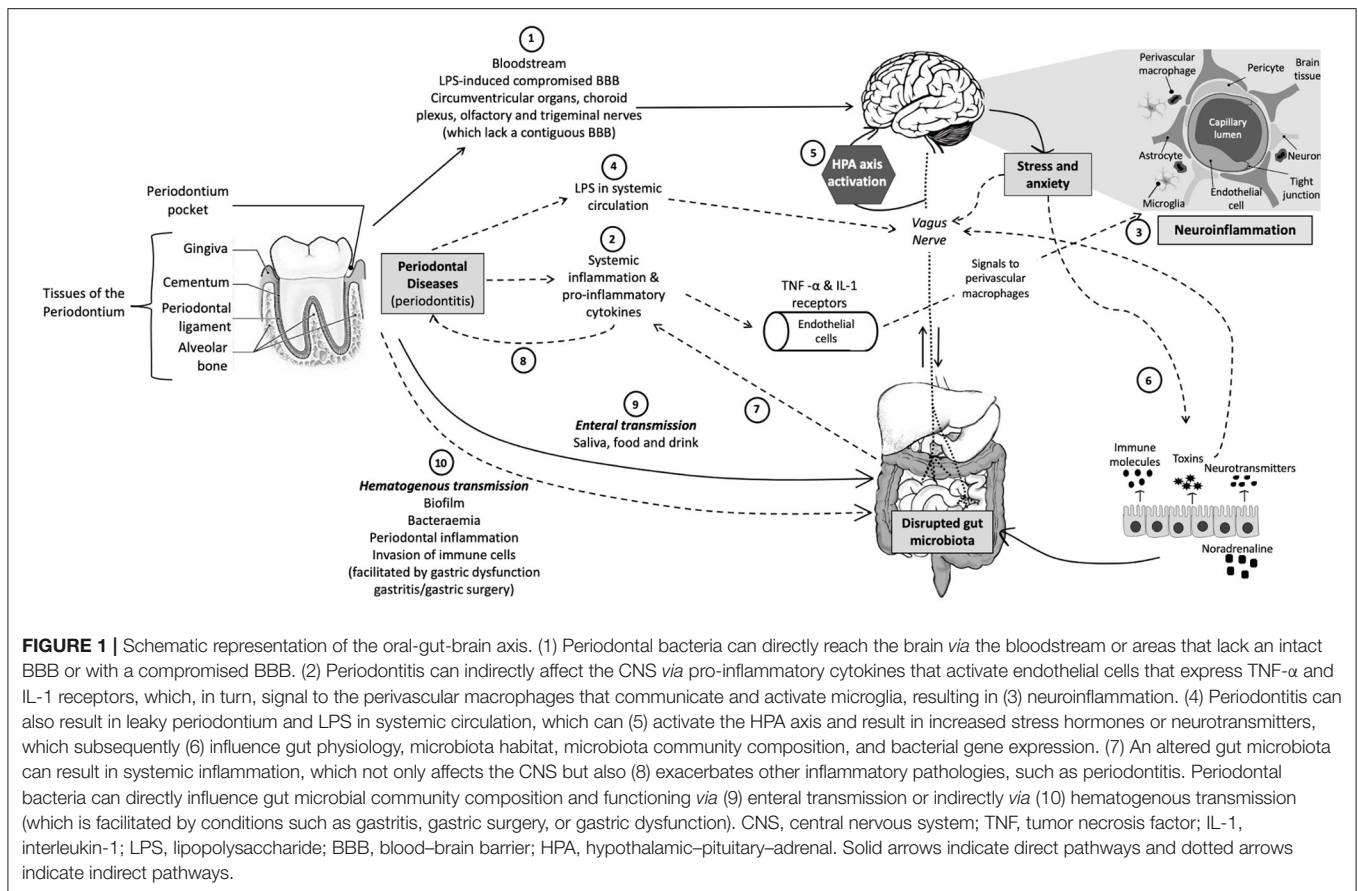 1
Bloodstream
LPS-induced compromised BBB
Circumventricular organs, choroid
plexus, olfactory and trigeminal nerves
(which lack a contiguous BBB)
Periodontium
pocket
Gingiva
Cementum
Periodontal
ligament
Alveolar
bone
Tissues of the
Periodontium
Periodontal
Diseases
(periodontitis)
4
LPS in systemic
circulation
2
Systemic
inflammation &
pro-inflammatory
cytokines
8
5
HPA axis
activation
Stress and
anxiety
Vagus
Nerve
TNF -α & IL-1
receptors
Endothelial
cells
Signals to
perivascular
macrophages
Perivascular
macrophage
Pericyte
Brain
tissue
Capillary
lumen
Astrocyte
Neuron
Microglia
Endothelial
cell
Tight
junction
3
Neuroinflammation
9
Enteral transmission
Saliva, food and drink
7
10
Hematogenous transmission
Biofilm
Bacteraemia
Periodontal inflammation
Invasion of immune cells
(facilitated by gastric dysfunction
gastritis/gastric surgery)
Disrupted gut
microbiota
6
Immune
molecules
Toxins
Neurotransmitters
Noradrenaline
FIGURE 1 | Schematic representation of the oral-gut-brain axis. (1) Periodontal bacteria can directly reach the brain via the bloodstream or areas that lack an intact
BBB or with a compromised BBB. (2) Periodontitis can indirectly affect the CNS via pro-inflammatory cytokines that activate endothelial cells that express TNF-α and
IL-1 receptors, which, in turn, signal to the perivascular macrophages that communicate and activate microglia, resulting in (3) neuroinflammation. (4) Periodontitis can
also result in leaky periodontium and LPS in systemic circulation, which can (5) activate the HPA axis and result in increased stress hormones or neurotransmitters,
which subsequently (6) influence gut physiology, microbiota habitat, microbiota community composition, and bacterial gene expression. (7) An altered gut microbiota
can result in systemic inflammation, which not only affects the CNS but also (8) exacerbates other inflammatory pathologies, such as periodontitis. Periodontal
bacteria can directly influence gut microbial community composition and functioning via (9) enteral transmission or indirectly via (10) hematogenous transmission
(which is facilitated by conditions such as gastritis, gastric surgery, or gastric dysfunction). CNS, central nervous system; TNF, tumor necrosis factor; IL-1,
interleukin-1; LPS, lipopolysaccharide; BBB, blood–brain barrier; HPA, hypothalamic–pituitary–adrenal. Solid arrows indicate direct pathways and dotted arrows
indicate indirect pathways.